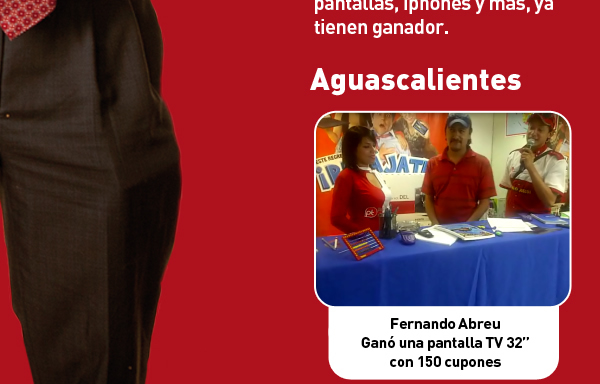 pantallas, iphones y más, ya
tienen ganador.
Aguascalientes
Fernando Abreu
Ganó una pantalla TV 32”
con 150 cupones